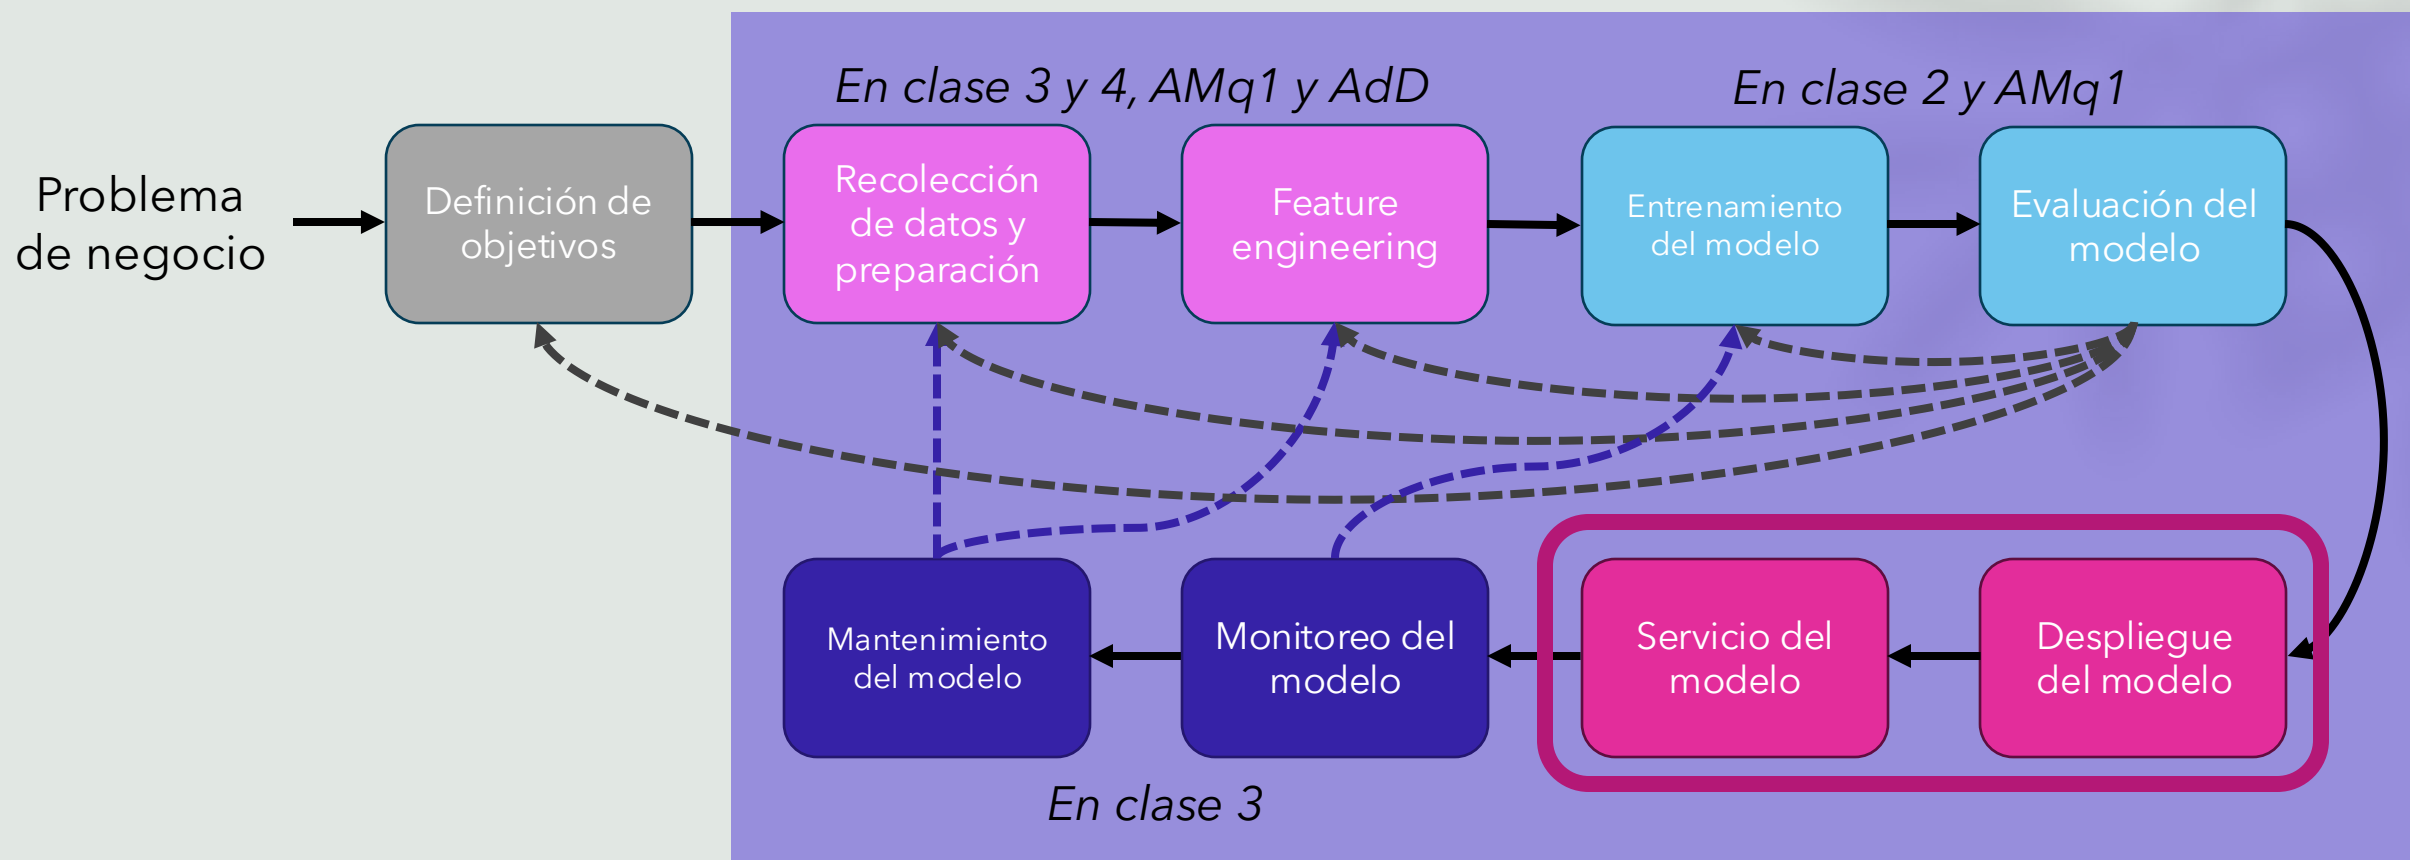 En clase 3 y 4, AMq1 y AdD
En clase 2 y AMq1
Problema
de negocio
Definición de
objetivos
Recolección
de datos y
preparación
Feature
engineering
Entrenamiento
del modelo
Evaluación del
modelo
Mantenimiento
del modelo
Monitoreo del
modelo
Servicio del
modelo
Despliegue
del modelo
En clase 3